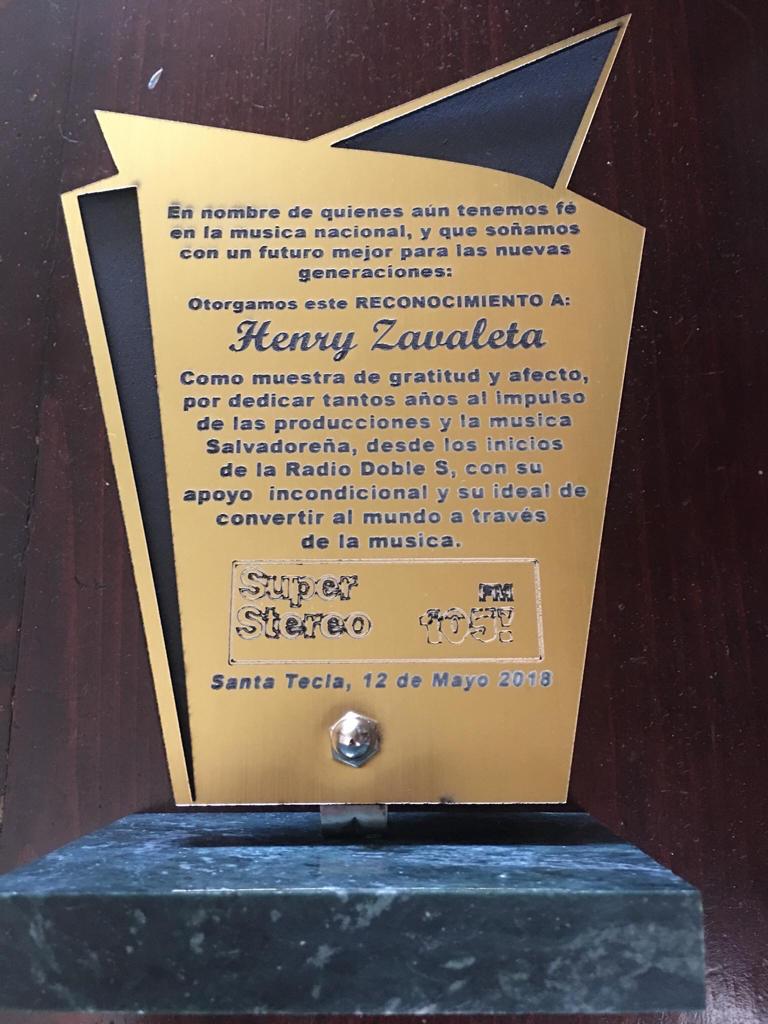 En nombre de quienes aún tenemos fé
en la musica nacional, y que soñamos
con un futuro mejor para las nuevas
generaciones:
Otorgamos este RECONOCIMIENTO A:
Henry Zavaleta
Como muestra de gratitud y afecto,
por dedicar tantos años al impulso
de las producciones y la musica
Salvadoreña, desde los inicios
de la Radio Doble S, con su
apoyo incondicional y su ideal de
convertir al mundo a través
de la musica.
Super FM
Stereo 105!
Santa Tecla, 12 de Mayo 2018